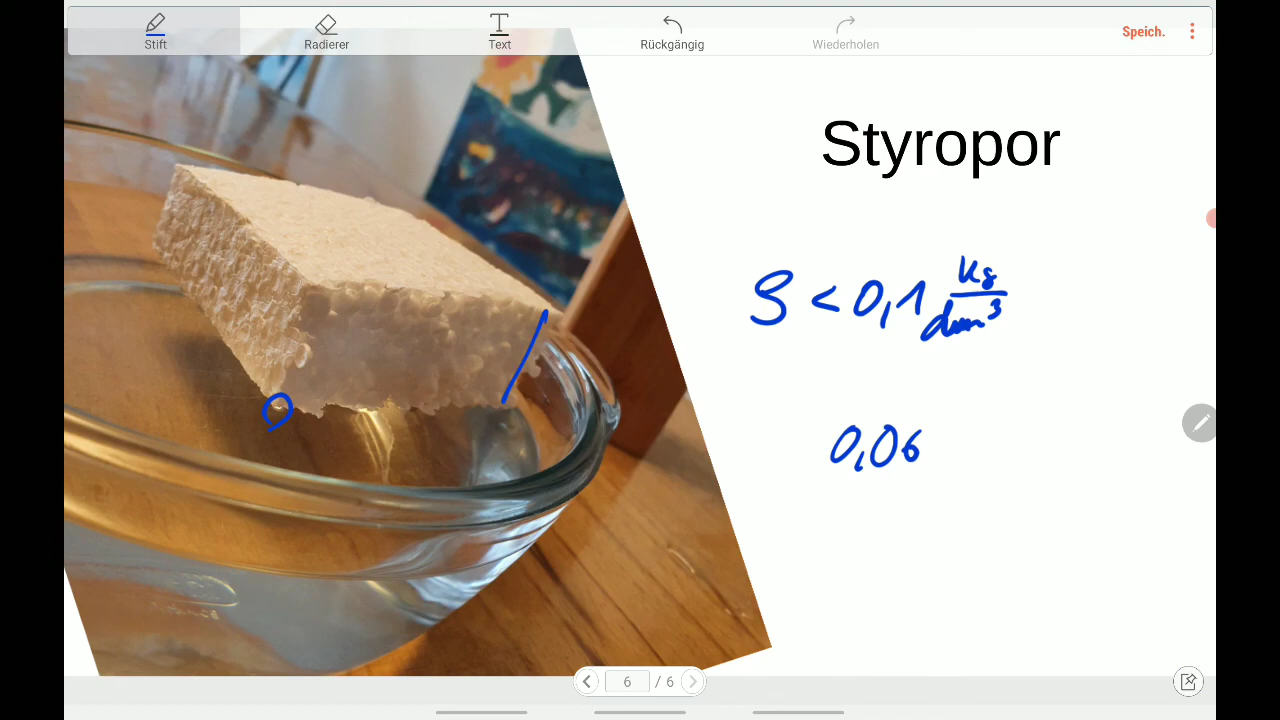 Stift Radierer Text Rückgängig Wiederholen Speich.
Styropor
ϱ < 0,1 kg/dm³
0,06
6 / 6